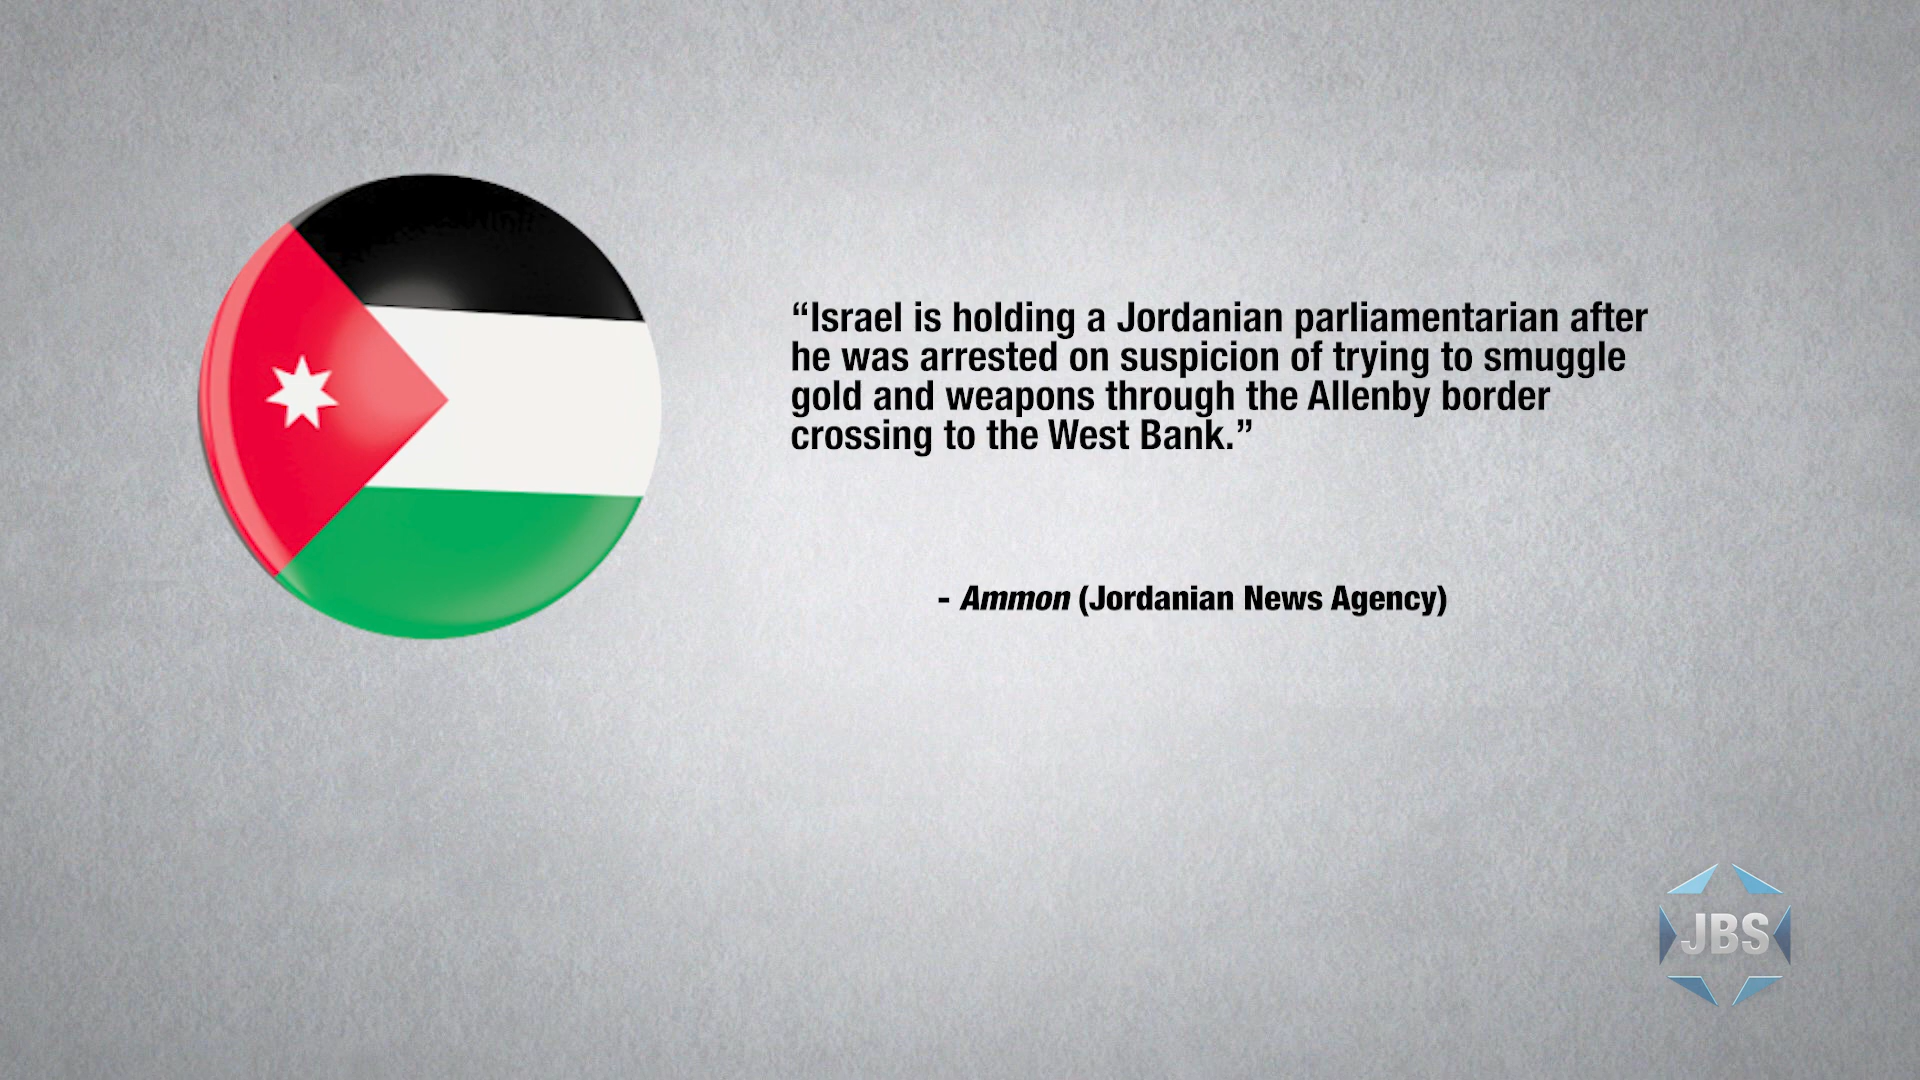 “Israel is holding a Jordanian parliamentarian after
he was arrested on suspicion of trying to smuggle
gold and weapons through the Allenby border
crossing to the West Bank.”
- Ammon (Jordanian News Agency)
JBS